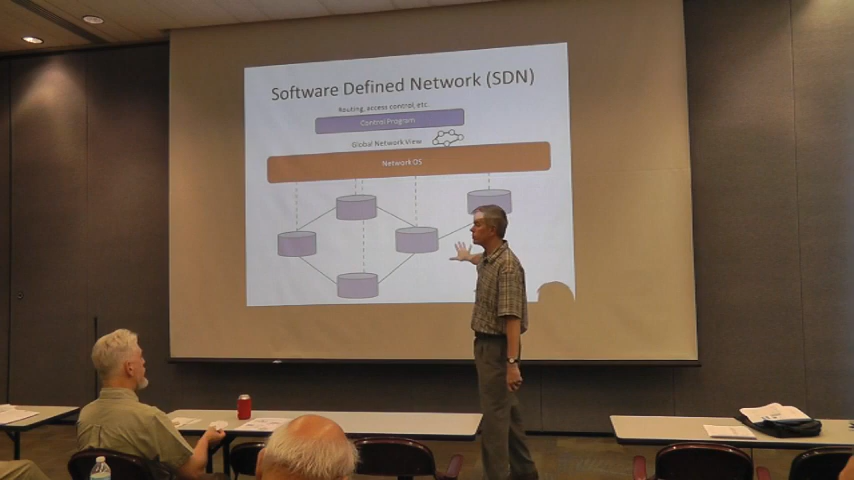 Software Defined Network (SDN)
Routing, access control, etc.
Control Program
Global Network View
Network OS